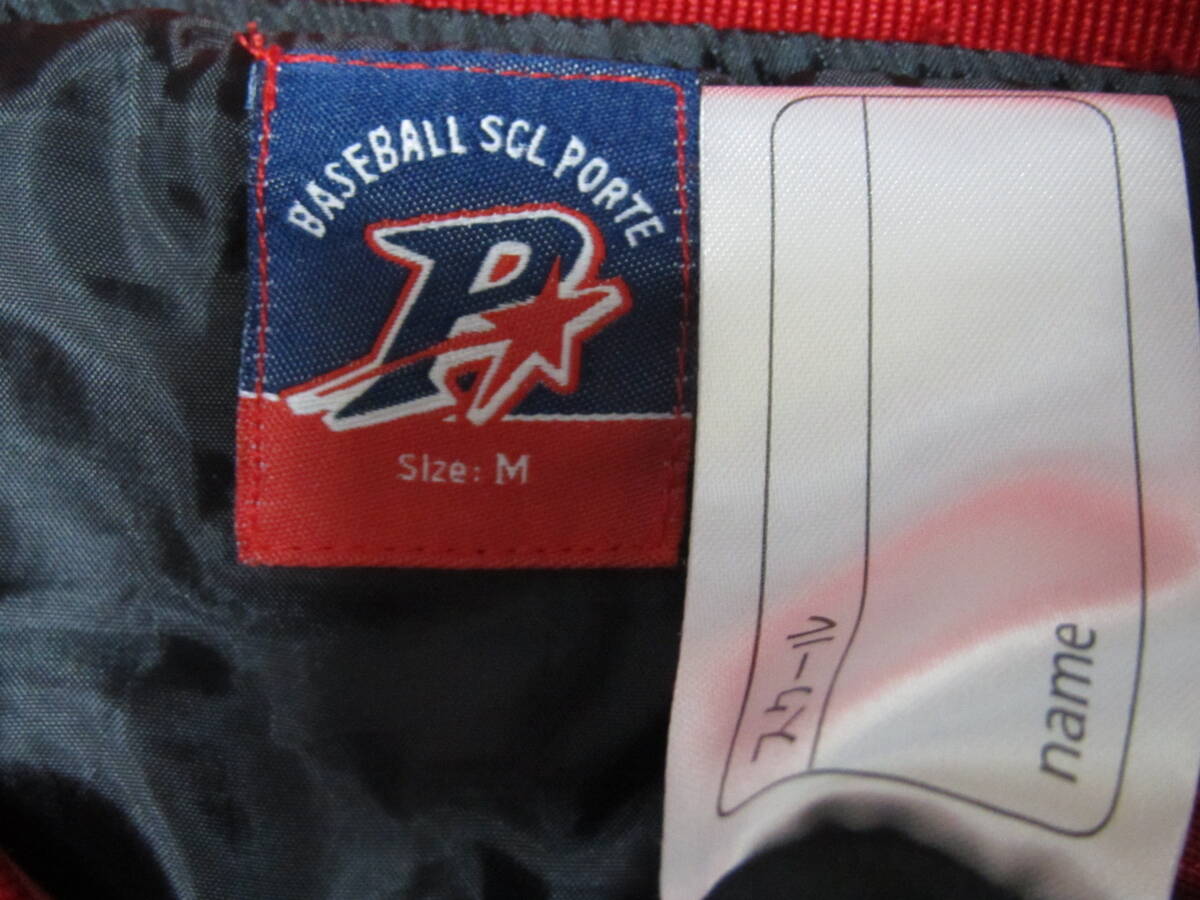 BASEBALL SCL PORTE
P
Size: M
スクール
name